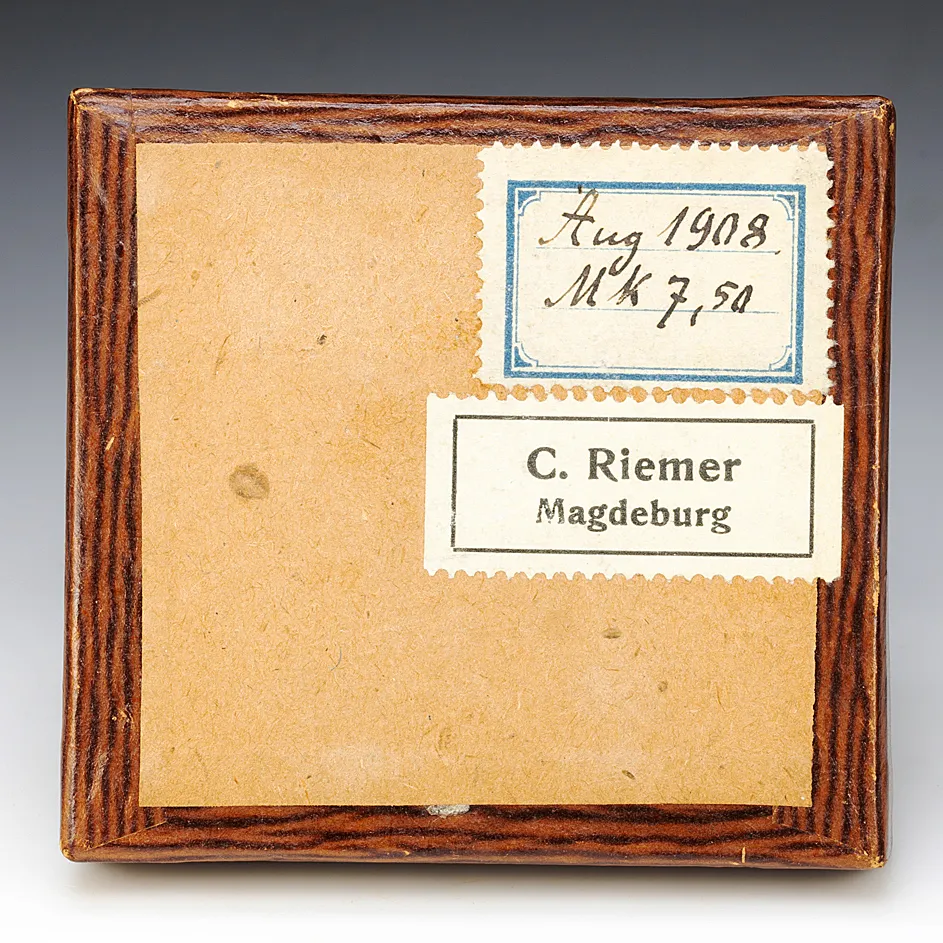 Aug 1908
MK 7,50
C. Riemer
Magdeburg